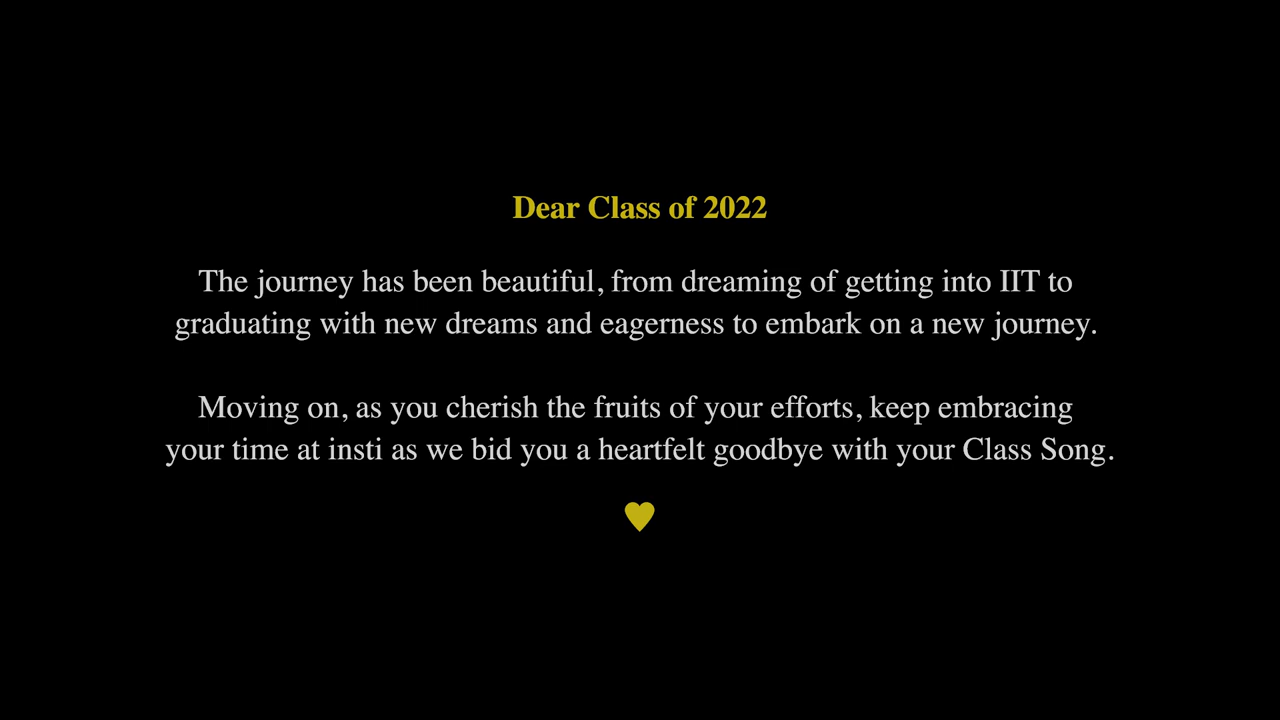 Dear Class of 2022
The journey has been beautiful, from dreaming of getting into IIT to
graduating with new dreams and eagerness to embark on a new journey.
Moving on, as you cherish the fruits of your efforts, keep embracing
your time at insti as we bid you a heartfelt goodbye with your Class Song.